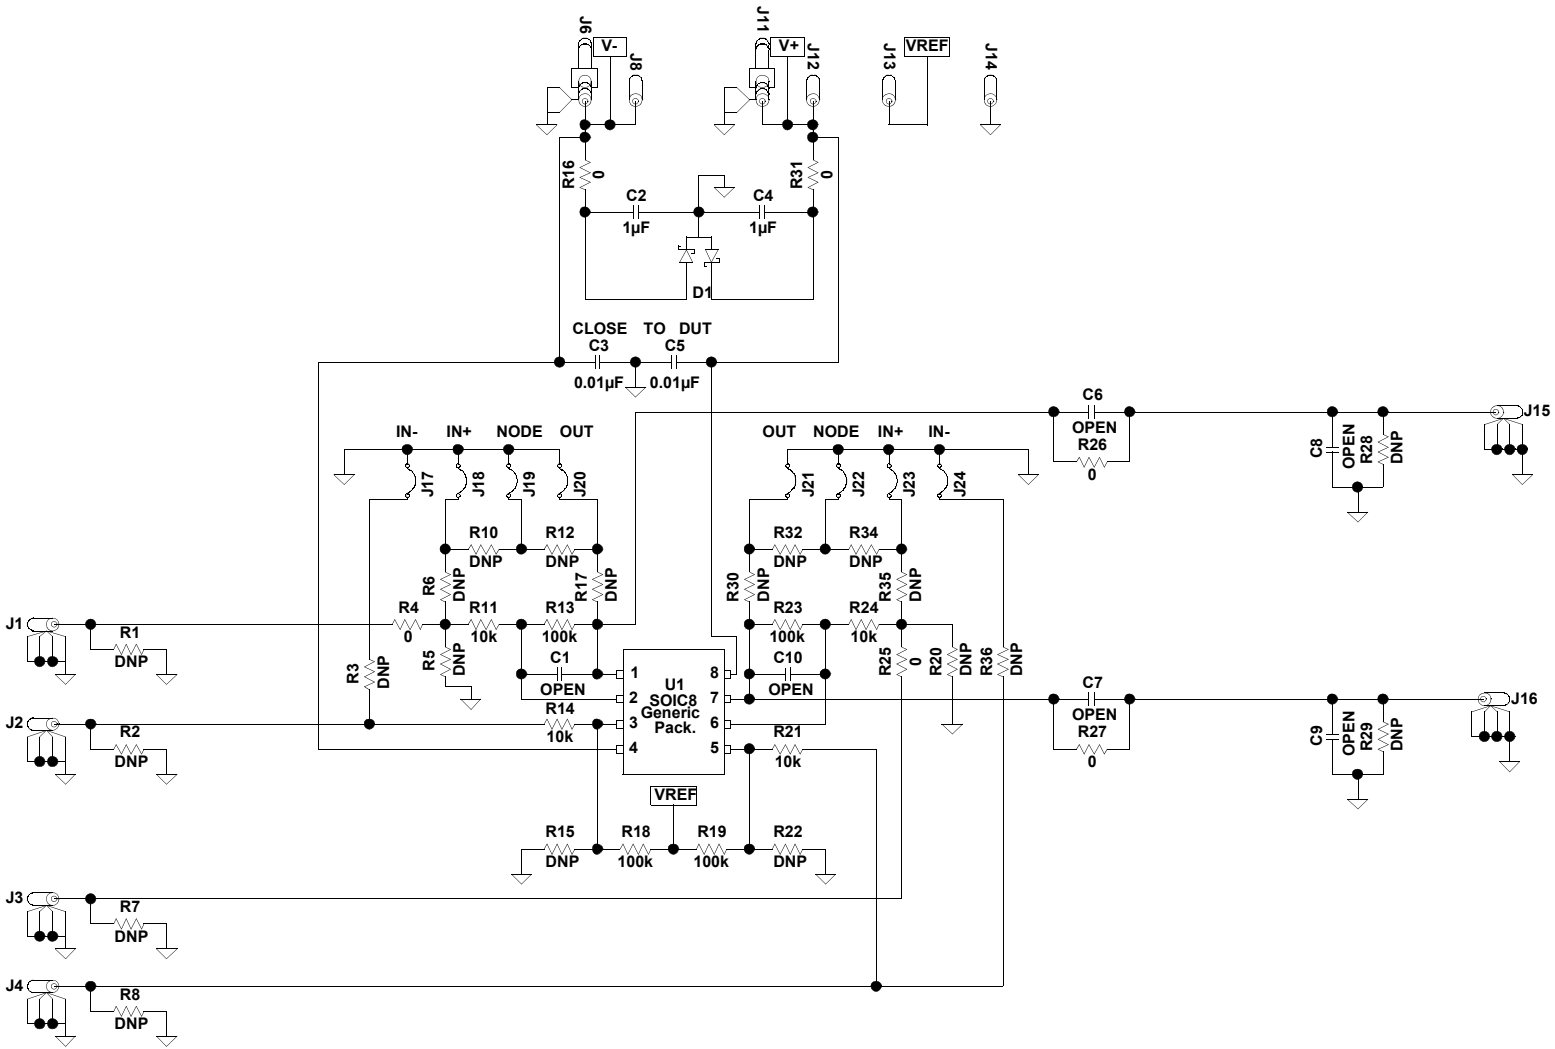 J6
V-
J8
J11
V+
J12
J13
VREF
J14
R16
0
R31
0
C2
1µF
C4
1µF
D1
CLOSE TO DUT
C3
0.01µF
C5
0.01µF
C6
OPEN
R26
0
J15
C8
OPEN
R28
DNP
IN-
IN+
NODE
OUT
OUT
NODE
IN+
IN-
J17
J18
J19
J20
J21
J22
J23
J24
R10
DNP
R12
DNP
R32
DNP
R34
DNP
R6
DNP
R17
DNP
R30
DNP
R35
DNP
J1
R1
DNP
R4
0
R11
10k
R13
100k
R23
100k
R24
10k
R3
DNP
R5
DNP
C1
OPEN
C10
OPEN
R25
0
R20
DNP
R36
DNP
U1
SOIC8
Generic
Pack.
1
2
3
4
8
7
6
5
J2
R2
DNP
R14
10k
R21
10k
C7
OPEN
R27
0
J16
C9
OPEN
R29
DNP
VREF
R15
DNP
R18
100k
R19
100k
R22
DNP
J3
R7
DNP
J4
R8
DNP